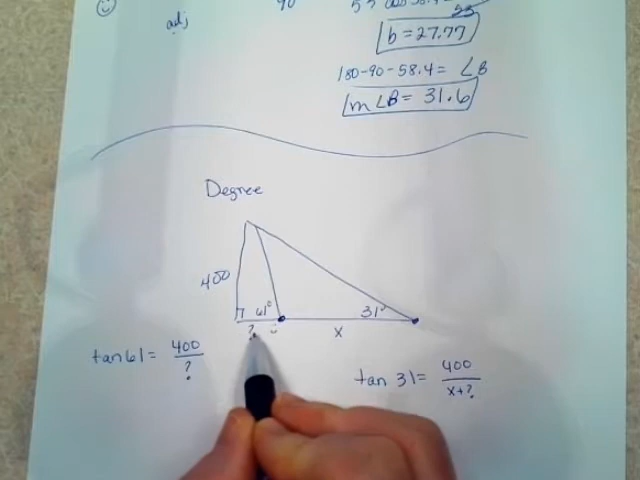 adj
90
b = 27.77
180-90-58.4 = ∠B
m∠B = 31.6
Degree
400
61°
31°
?
x
tan 61 = 400/?
tan 31 = 400/x+?